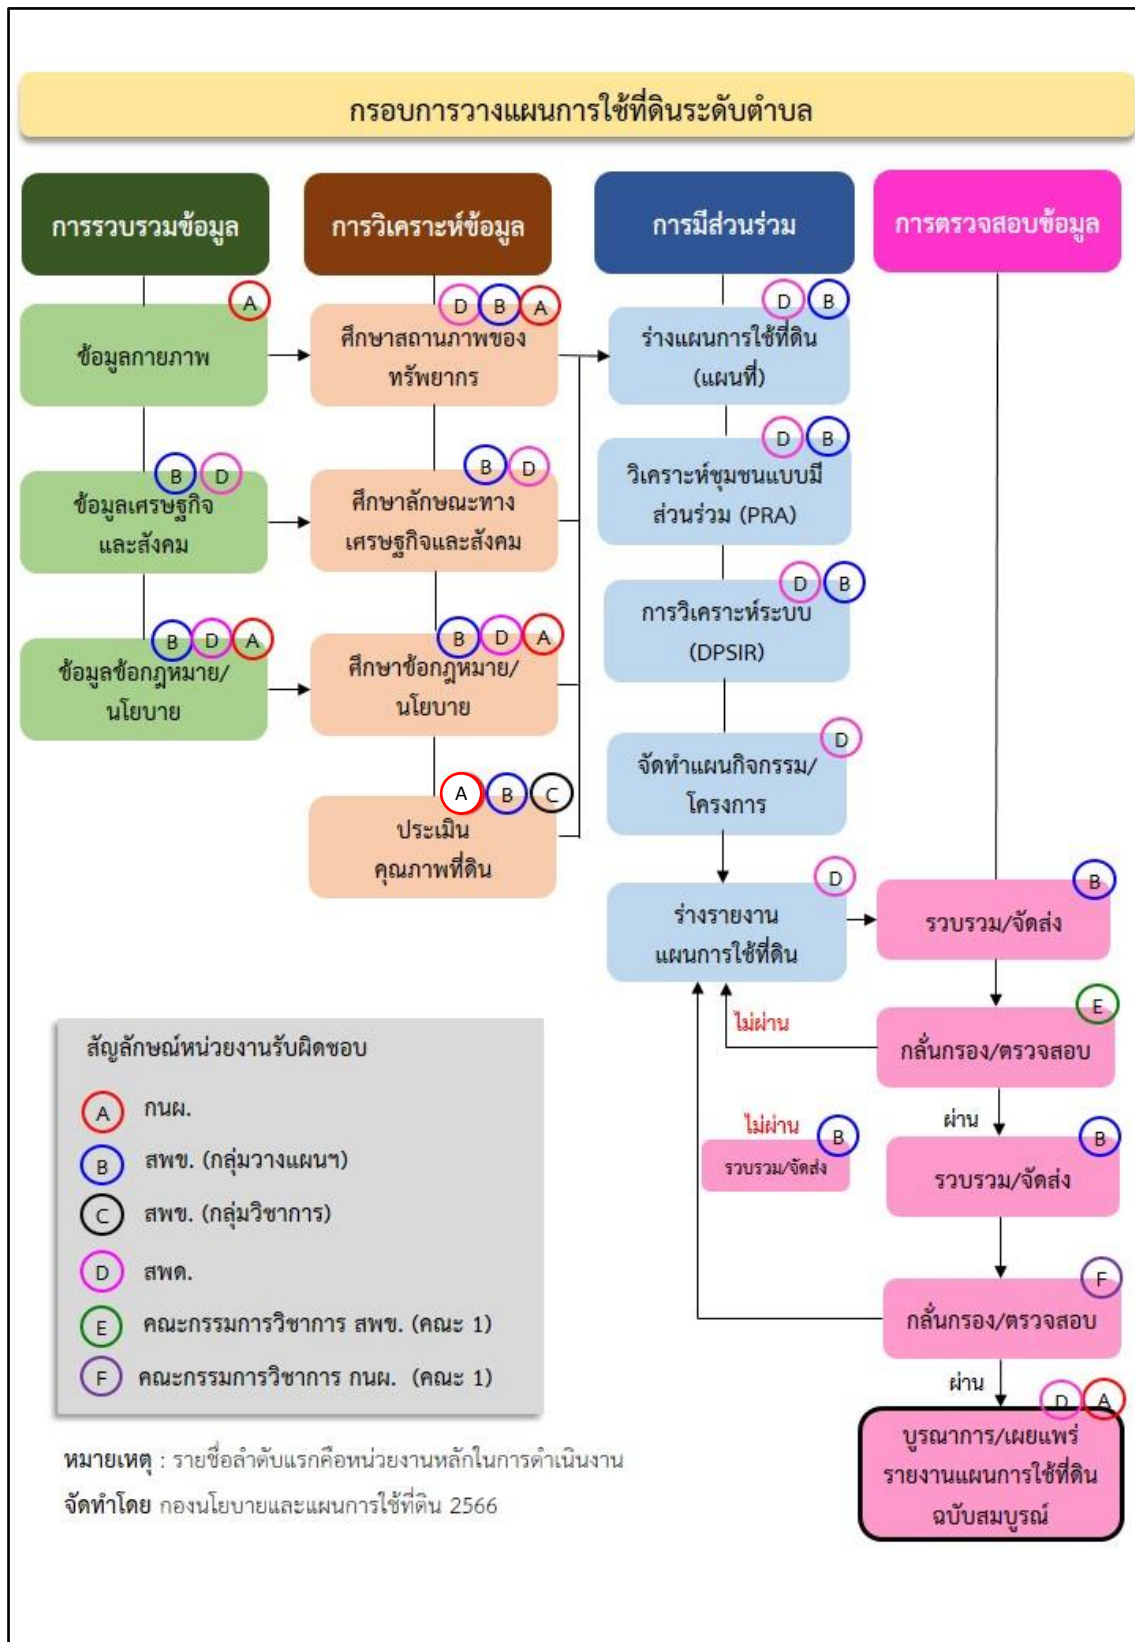 กรอบการวางแผนการใช้ที่ดินระดับตำบล
การรวบรวมข้อมูล
A
ข้อมูลกายภาพ
B D
ข้อมูลเศรษฐกิจ
และสังคม
B D A
ข้อมูลข้อกฎหมาย/
นโยบาย
การวิเคราะห์ข้อมูล
D B A
ศึกษาสถานภาพของ
ทรัพยากร
B D
ศึกษาลักษณะทาง
เศรษฐกิจและสังคม
B D A
ศึกษาข้อกฎหมาย/
นโยบาย
A B C
ประเมิน
คุณภาพที่ดิน
การมีส่วนร่วม
D B
ร่างแผนการใช้ที่ดิน
(แผนที่)
D B
วิเคราะห์ชุมชนแบบมี
ส่วนร่วม (PRA)
D B
การวิเคราะห์ระบบ
(DPSIR)
D
จัดทำแผนกิจกรรม/
โครงการ
D
ร่างรายงาน
แผนการใช้ที่ดิน
การตรวจสอบข้อมูล
B
รวบรวม/จัดส่ง
E
กลั่นกรอง/ตรวจสอบ
ไม่ผ่าน
ผ่าน
B
รวบรวม/จัดส่ง
ไม่ผ่าน
B
รวบรวม/จัดส่ง
F
กลั่นกรอง/ตรวจสอบ
ผ่าน
D A
บูรณาการ/เผยแพร่
รายงานแผนการใช้ที่ดิน
ฉบับสมบูรณ์
สัญลักษณ์หน่วยงานรับผิดชอบ
A กนผ.
B สพข. (กลุ่มวางแผนฯ)
C สพข. (กลุ่มวิชาการ)
D สพด.
E คณะกรรมการวิชาการ สพข. (คณะ 1)
F คณะกรรมการวิชาการ กนผ. (คณะ 1)
หมายเหตุ : รายชื่อลำดับแรกคือหน่วยงานหลักในการดำเนินงาน
จัดทำโดย กองนโยบายและแผนการใช้ที่ดิน 2566